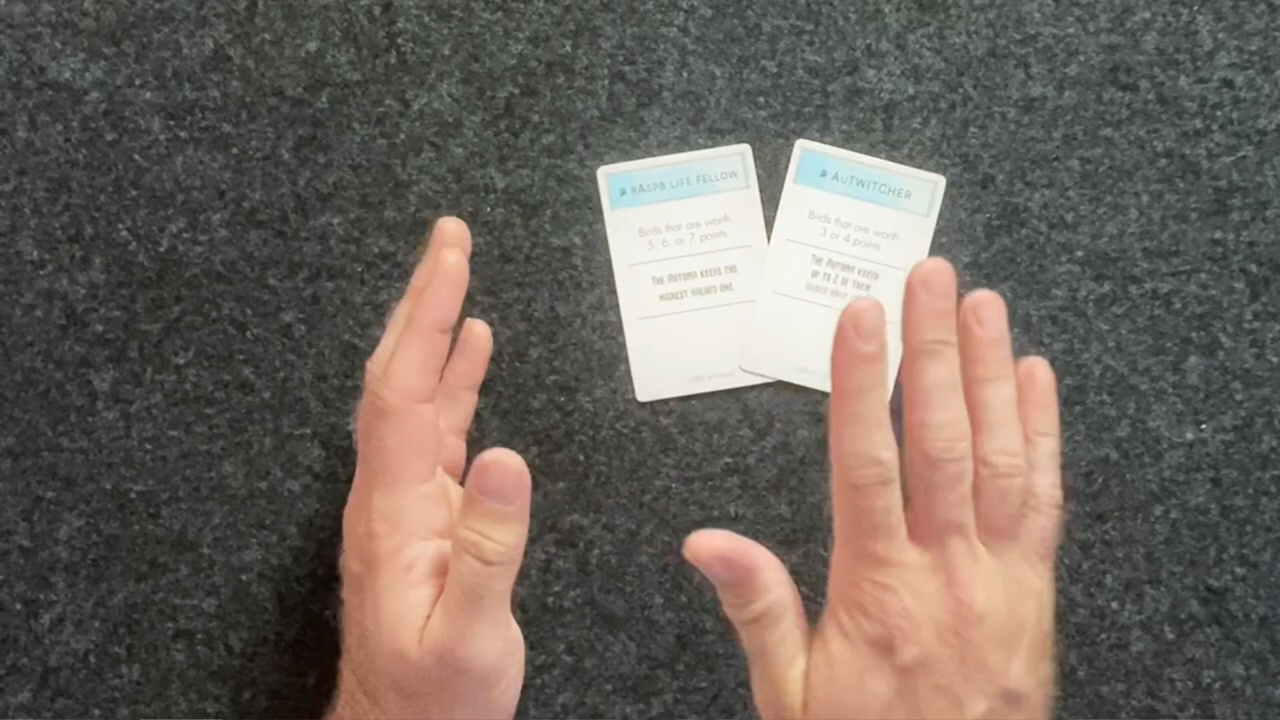 RASPB LIFE FELLOW
Birds that are worth
5, 6, or 7 points
THE AUTOMA KEEPS THE
HIGHEST VALUED ONE.
AUTWITCHER
Birds that are worth
3 or 4 points
THE AUTOMA KEEPS
UP TO 2 OF THEM